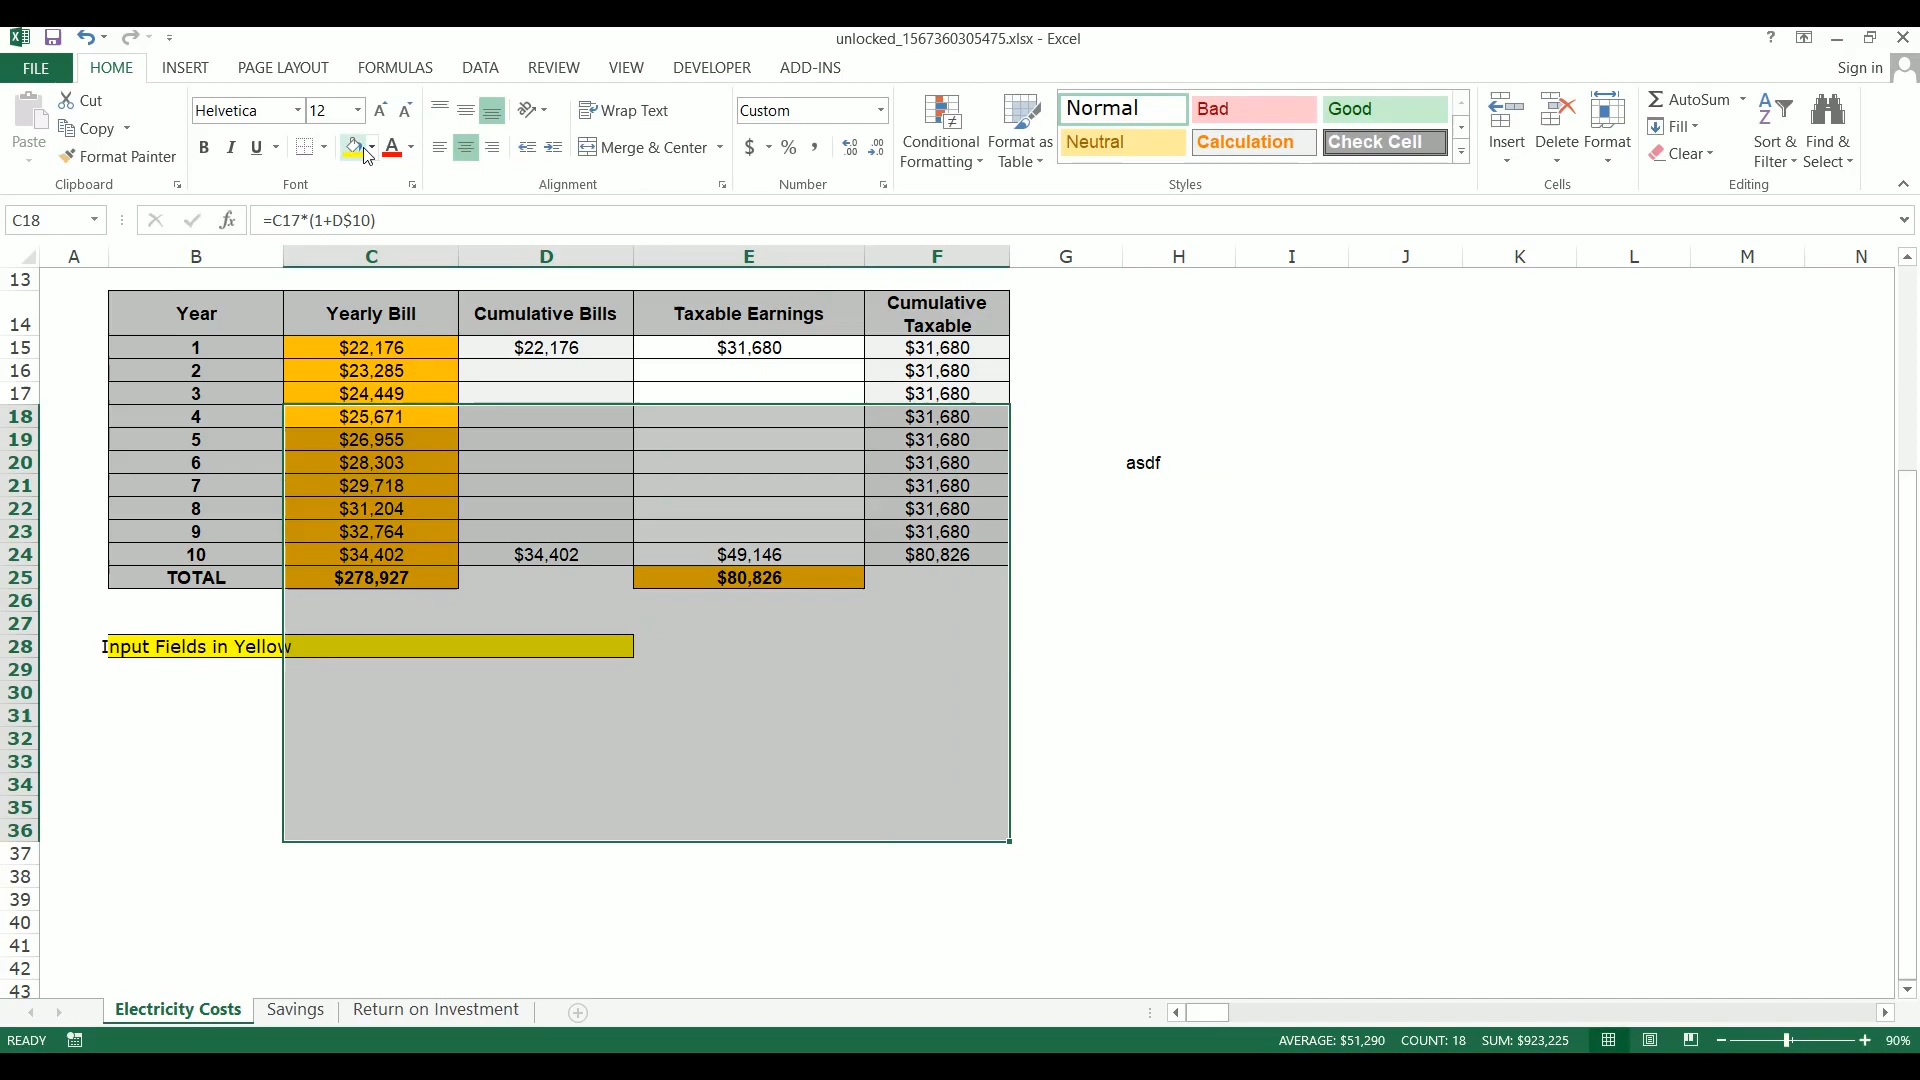 unlocked_1567360305475.xlsx - Excel
?
FILE HOME INSERT PAGE LAYOUT FORMULAS DATA REVIEW VIEW DEVELOPER ADD-INS Sign in
Paste
Cut
Copy
Format Painter
Clipboard
Helvetica 12
B I U A
Font
Wrap Text
Merge & Center
Alignment
Custom
$ % ,
Number
Conditional
Formatting
Format as
Table
Normal Bad Good
Neutral Calculation Check Cell
Styles
Insert Delete Format
Cells
AutoSum
Fill
Clear
Sort &
Filter
Find &
Select
Editing
C18 fx =C17*(1+D$10)
A B C D E F G H I J K L M N
13
14 Year Yearly Bill Cumulative Bills Taxable Earnings Cumulative
Taxable
15 1 $22,176 $22,176 $31,680 $31,680
16 2 $23,285 $31,680
17 3 $24,449 $31,680
18 4 $25,671 $31,680
19 5 $26,955 $31,680
20 6 $28,303 $31,680 asdf
21 7 $29,718 $31,680
22 8 $31,204 $31,680
23 9 $32,764 $31,680
24 10 $34,402 $34,402 $49,146 $80,826
25 TOTAL $278,927 $80,826
26
27
28 Input Fields in Yellow
29
30
31
32
33
34
35
36
37
38
39
40
41
42
43
Electricity Costs Savings Return on Investment
READY AVERAGE: $51,290 COUNT: 18 SUM: $923,225 90%